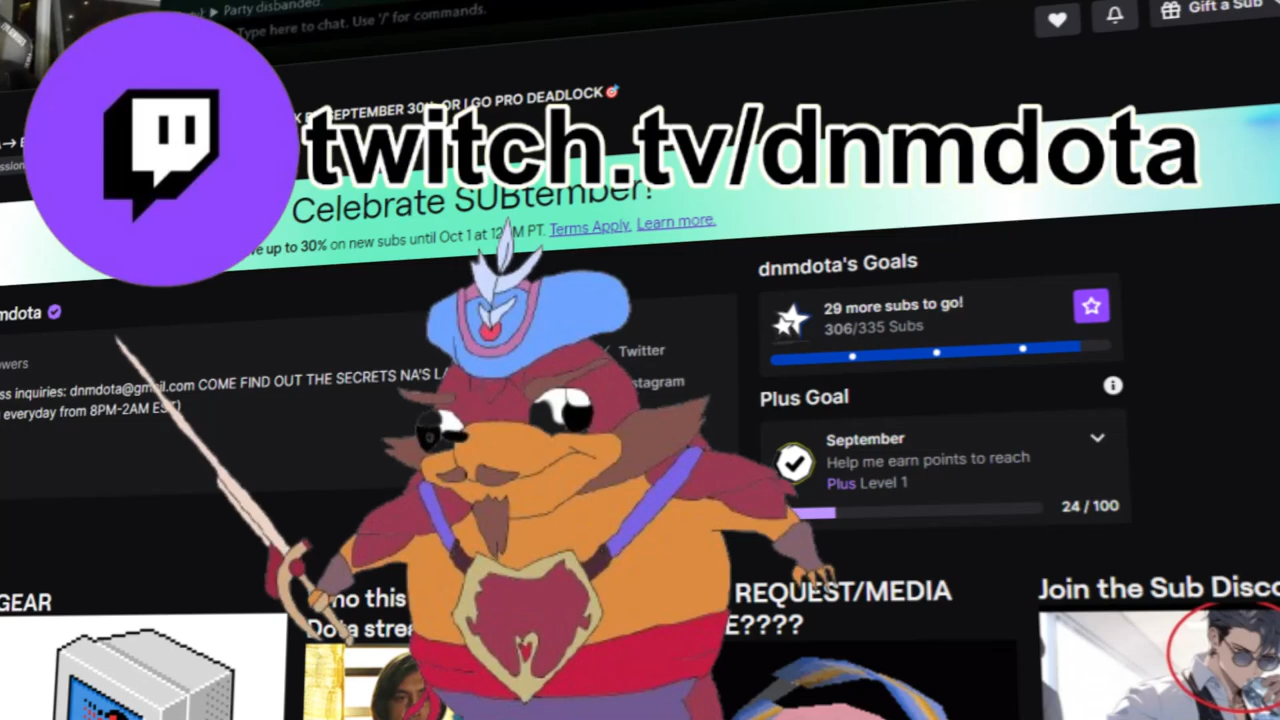 Party disbanded
Type here to chat. Use '/' for commands.
Gift a Sub
SEPTEMBER 30 OR I GO PRO DEADLOCK🎯
twitch.tv/dnmdota
Celebrate SUBtember!
up to 30% on new subs until Oct 1 at PT. Terms Apply. Learn more.
dnmdota's Goals
29 more subs to go!
306/335 Subs
Twitter
inquiries: dnmdota@gmail.com COME FIND OUT THE SECRETS NA'S
everyday from 8PM-2AM EST)
Plus Goal
September
Help me earn points to reach
Plus Level 1
24 / 100
GEAR
no this
Dota
REQUEST/MEDIA
????
Join the Sub